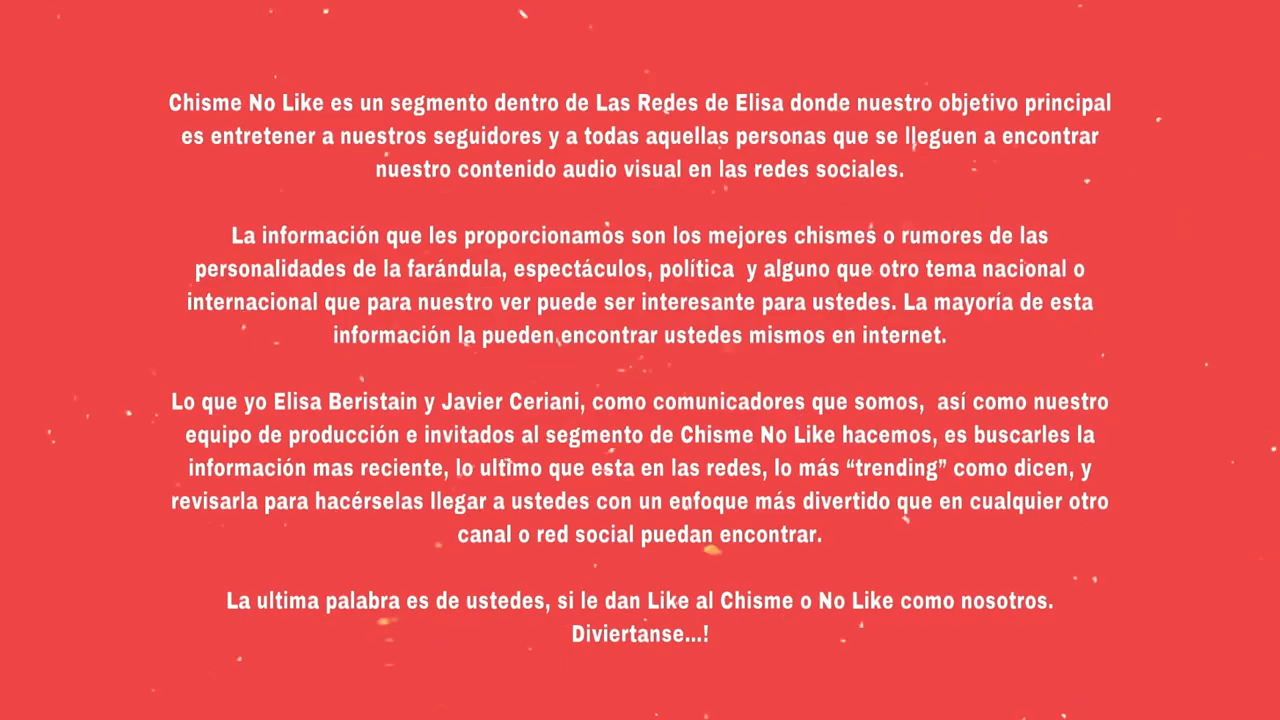 Chisme No Like es un segmento dentro de Las Redes de Elisa donde nuestro objetivo principal
es entretener a nuestros seguidores y a todas aquellas personas que se lleguen a encontrar
nuestro contenido audio visual en las redes sociales.
La información que les proporcionamos son los mejores chismes o rumores de las
personalidades de la farándula, espectáculos, política  y alguno que otro tema nacional o
internacional que para nuestro ver puede ser interesante para ustedes. La mayoría de esta
información la pueden encontrar ustedes mismos en internet.
Lo que yo Elisa Beristain y Javier Ceriani, como comunicadores que somos,  así como nuestro
equipo de producción e invitados al segmento de Chisme No Like hacemos, es buscarles la
información mas reciente, lo ultimo que esta en las redes, lo más “trending” como dicen, y
revisarla para hacérselas llegar a ustedes con un enfoque más divertido que en cualquier otro
canal o red social puedan encontrar.
La ultima palabra es de ustedes, si le dan Like al Chisme o No Like como nosotros.
Diviertanse...!